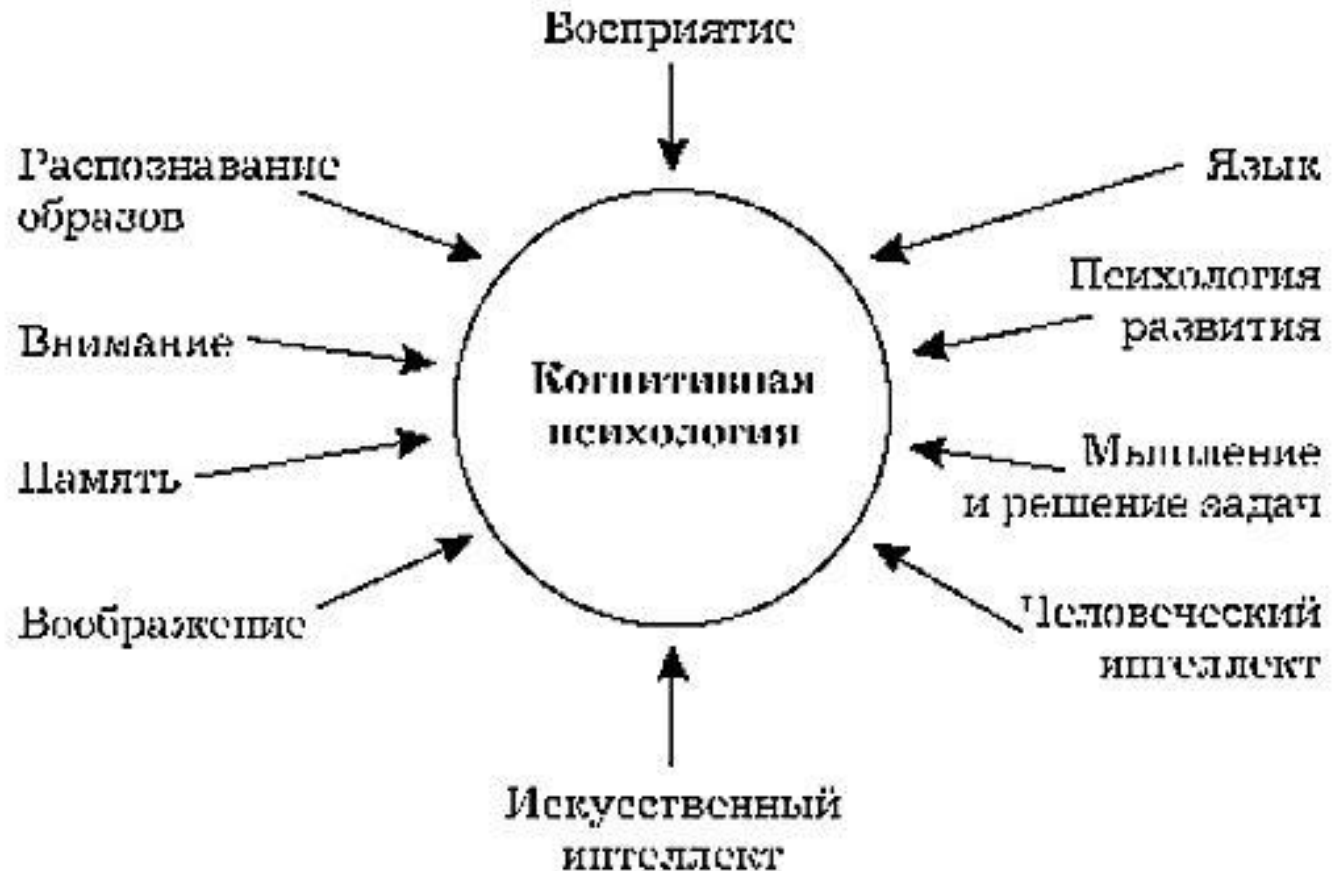 Восприятие
Распознавание
образов
Внимание
Память
Воображение
Когнитивная
психология
Язык
Психология
развития
Мышление
и решение задач
Человеческий
интеллект
Искусственный
интеллект